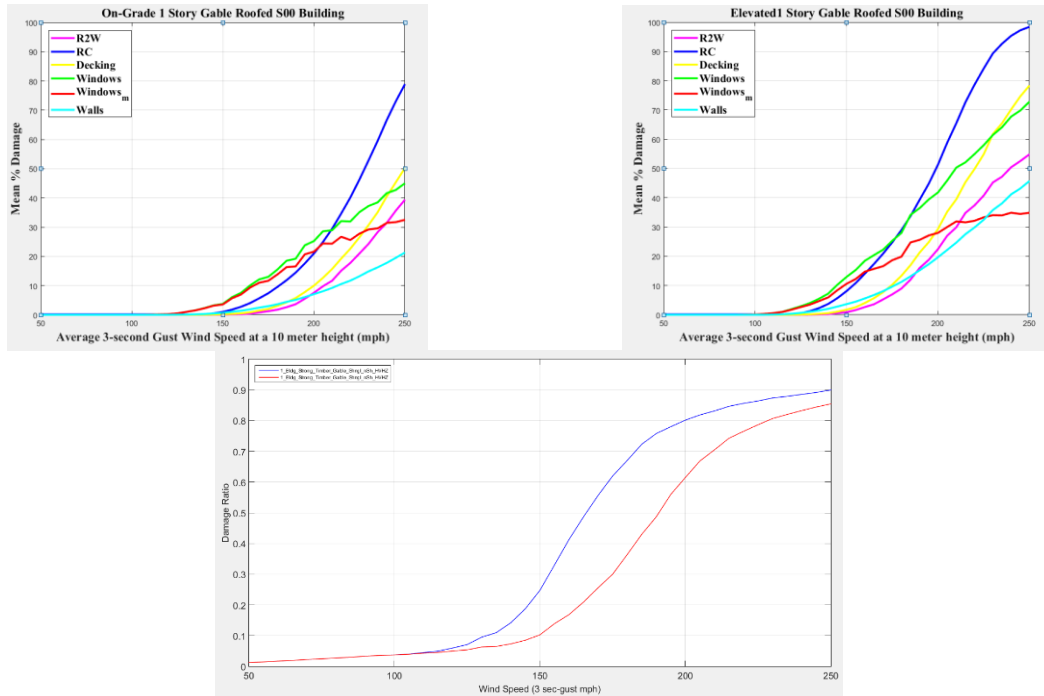 On-Grade 1 Story Gable Roofed S00 Building
Mean % Damage
100
90
80
70
60
50
40
30
20
10
0
R2W
RC
Decking
Windows
Windows m
Walls
50
100
150
200
250
Average 3-second Gust Wind Speed at a 10 meter height (mph)
Elevated1 Story Gable Roofed S00 Building
Mean % Damage
100
90
80
70
60
50
40
30
20
10
0
R2W
RC
Decking
Windows
Windows m
Walls
50
100
150
200
250
Average 3-second Gust Wind Speed at a 10 meter height (mph)
Damage Ratio
1
0.9
0.8
0.7
0.6
0.5
0.4
0.3
0.2
0.1
0
50
100
150
200
250
Wind Speed (3 sec-gust mph)